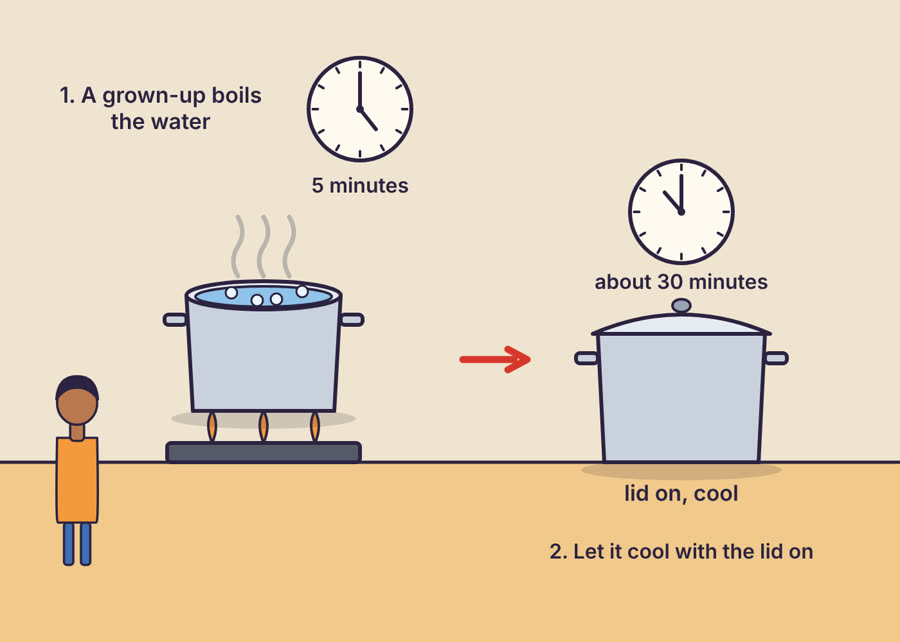 1. A grown-up boils
the water
5 minutes
about 30 minutes
lid on, cool
2. Let it cool with the lid on